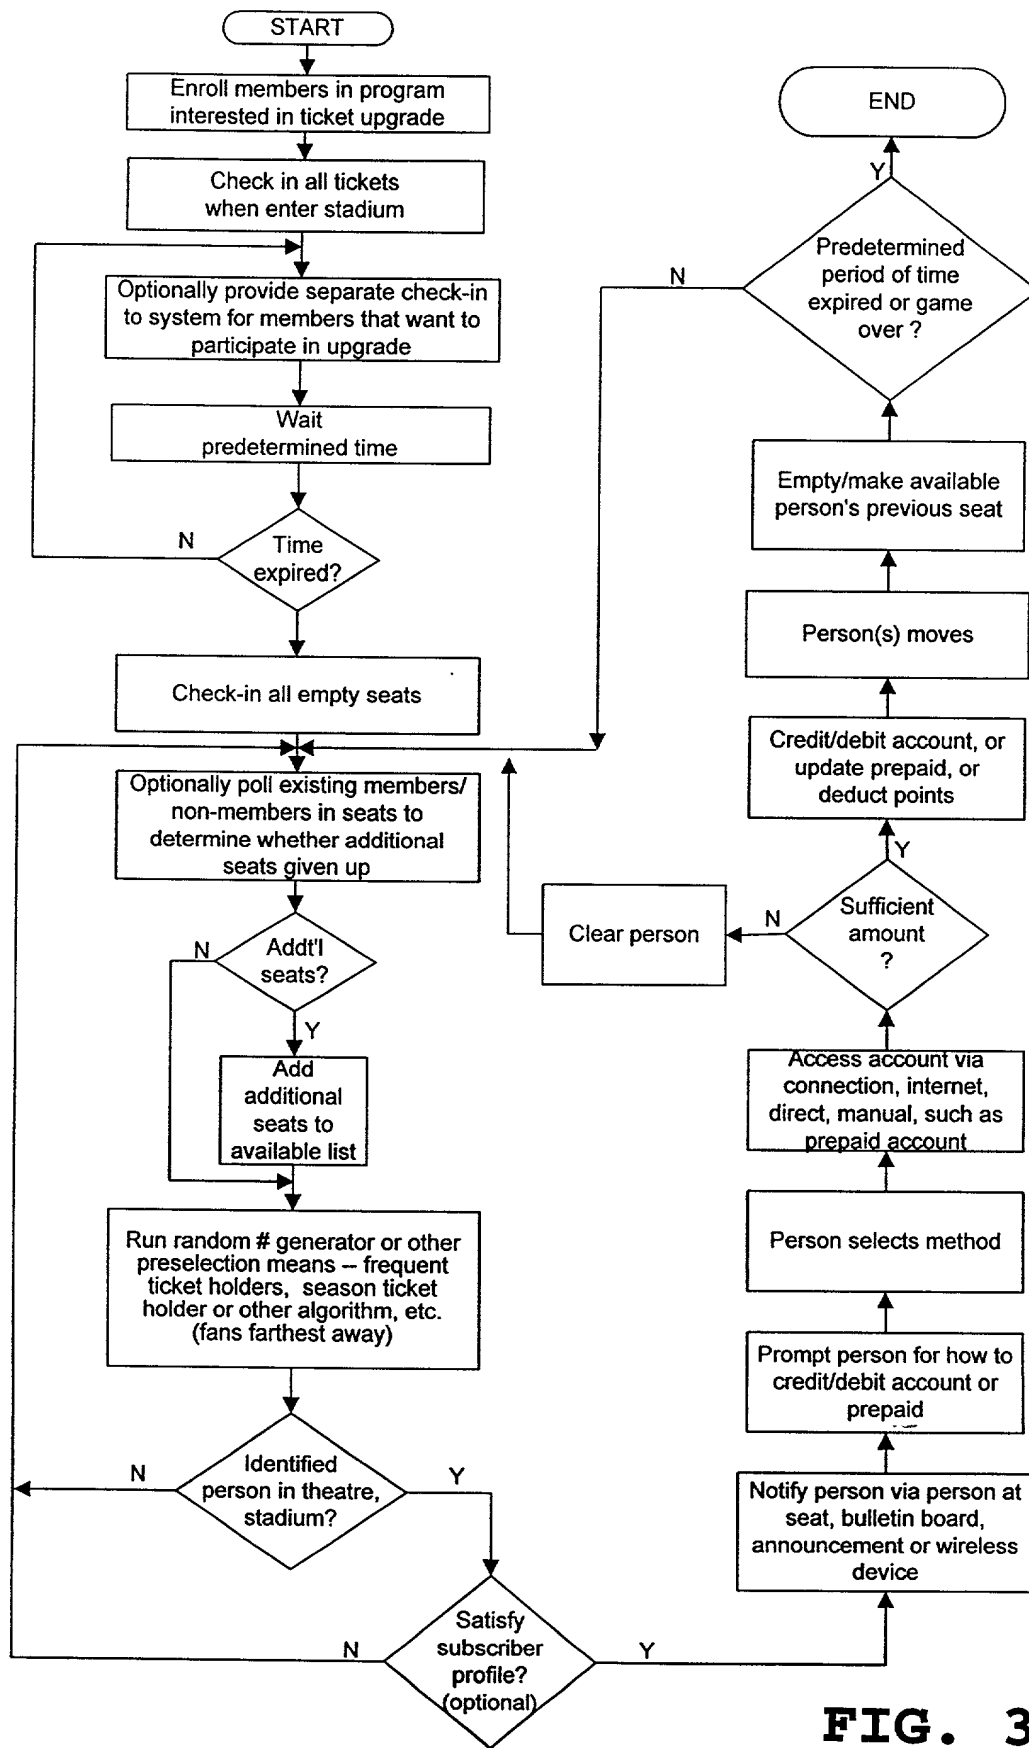 START
Enroll members in program
interested in ticket upgrade
Check in all tickets
when enter stadium
Optionally provide separate check-in
to system for members that want to
participate in upgrade
Wait
predetermined time
N
Time
expired?
Check-in all empty seats
Optionally poll existing members/
non-members in seats to
determine whether additional
seats given up
N
Addt'l
seats?
Y
Add
additional
seats to
available list
Run random # generator or other
preselection means – frequent
ticket holders, season ticket
holder or other algorithm, etc.
(fans farthest away)
N
Identified
person in theatre,
stadium?
Y
N
Satisfy
subscriber
profile?
(optional)
Y
Notify person via person at
seat, bulletin board,
announcement or wireless
device
Prompt person for how to
credit/debit account or
prepaid
Person selects method
Access account via
connection, internet,
direct, manual, such as
prepaid account
Sufficient
amount
?
N
Clear person
Y
Credit/debit account, or
update prepaid, or
deduct points
Person(s) moves
Empty/make available
person's previous seat
Predetermined
period of time
expired or game
over ?
N
Y
END
FIG. 3